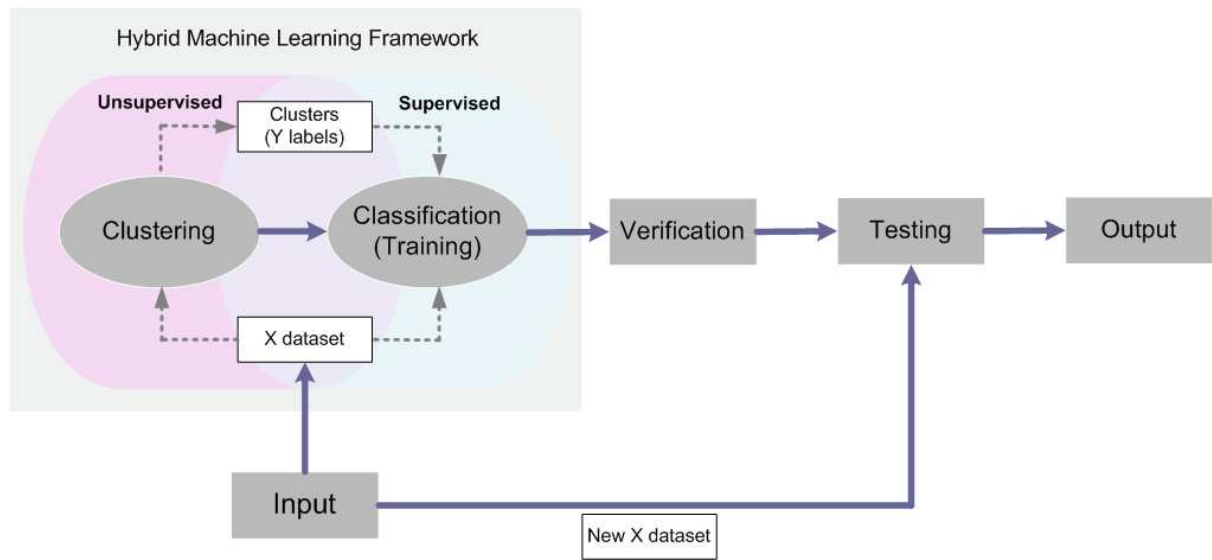 Hybrid Machine Learning Framework
Unsupervised
Clusters
(Y labels)
Supervised
Clustering
Classification
(Training)
Verification
Testing
Output
X dataset
Input
New X dataset